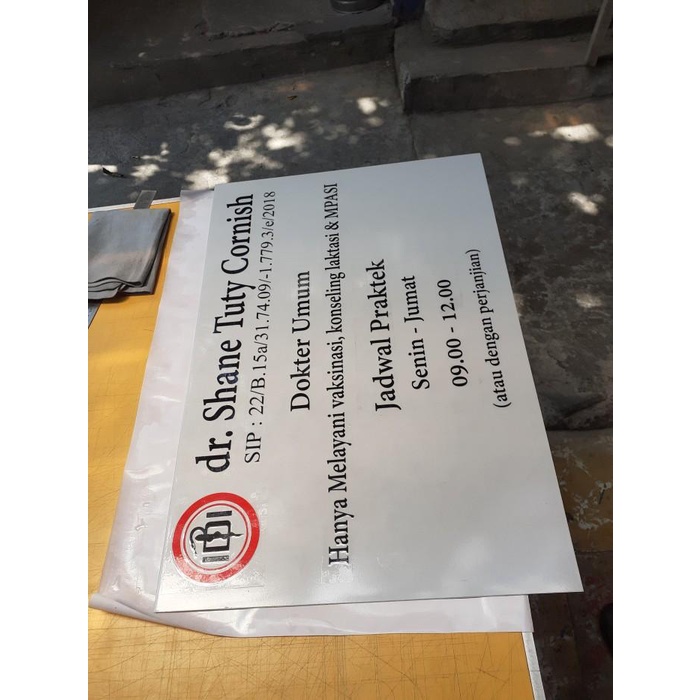 IDI
dr. Shane Tuty Cornish
SIP : 22/B.15a/31.74.09/-1.779.3/e/2018
Dokter Umum
Hanya Melayani vaksinasi, konseling laktasi & MPASI
Jadwal Praktek
Senin - Jumat
09.00 - 12.00
(atau dengan perjanjian)